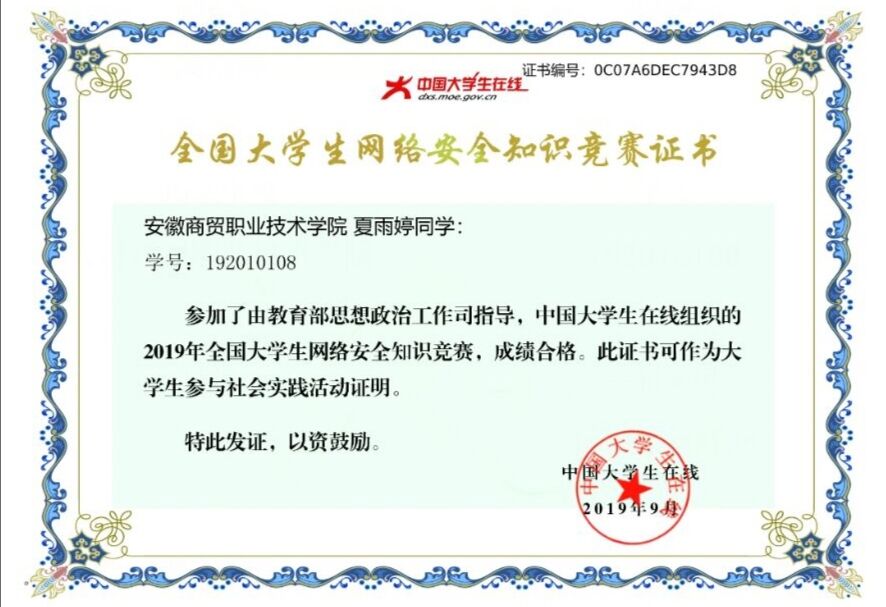 证书编号：0C07A6DEC7943D8
中国大学生在线
dxs.moe.gov.cn
全国大学生网络安全知识竞赛证书
安徽商贸职业技术学院 夏雨婷同学：
学号：192010108
参加了由教育部思想政治工作司指导，中国大学生在线组织的
2019年全国大学生网络安全知识竞赛，成绩合格。此证书可作为大
学生参与社会实践活动证明。
特此发证，以资鼓励。
中国大学生在线
2019年9月
中国大学生在线